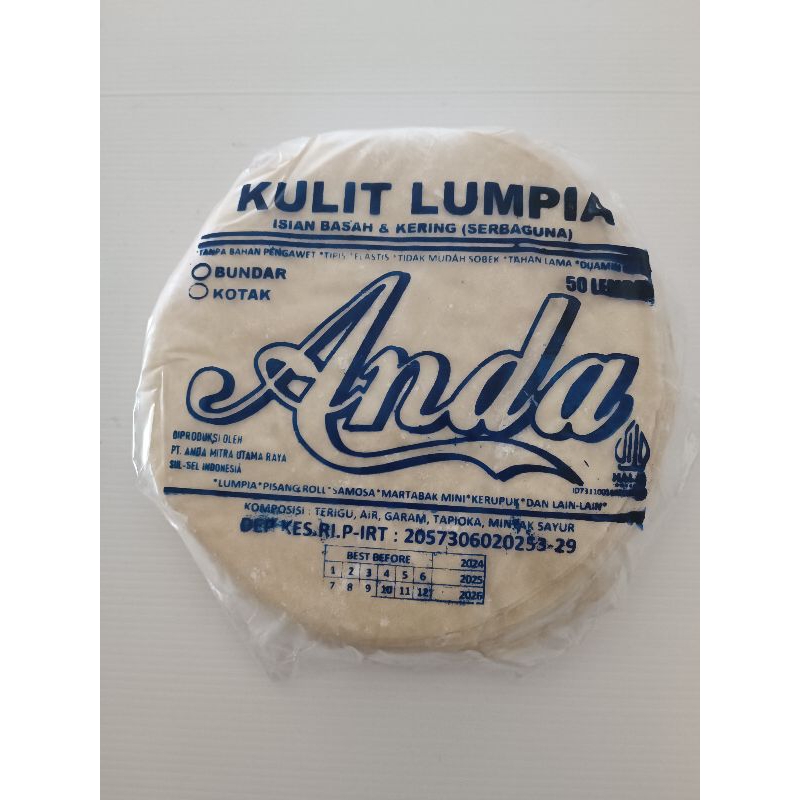 KULIT LUMPIA
ISIAN BASAH & KERING (SERBAGUNA)
TANPA BAHAN PENGAWET *TIPIS *ELASTIS *TIDAK MUDAH SOBEK *TAHAN LAMA
BUNDAR
KOTAK
50
Anda
DIPRODUKSI OLEH
PT. ANDA MITRA UTAMA RAYA
SUL-SEL INDONESIA
HALAL
*LUMPIA*PISANG ROLL*SAMOSA*MARTABAK MINI*KERUPUK*DAN LAIN-LAIN*
KOMPOSISI : TERIGU, AIR, GARAM, TAPIOKA, MINYAK SAYUR
DEP KES.RI.P-IRT : 2057306020253-29
BEST BEFORE 2024
1 2 3 4 5 6 2025
7 8 9 10 11 12 2026